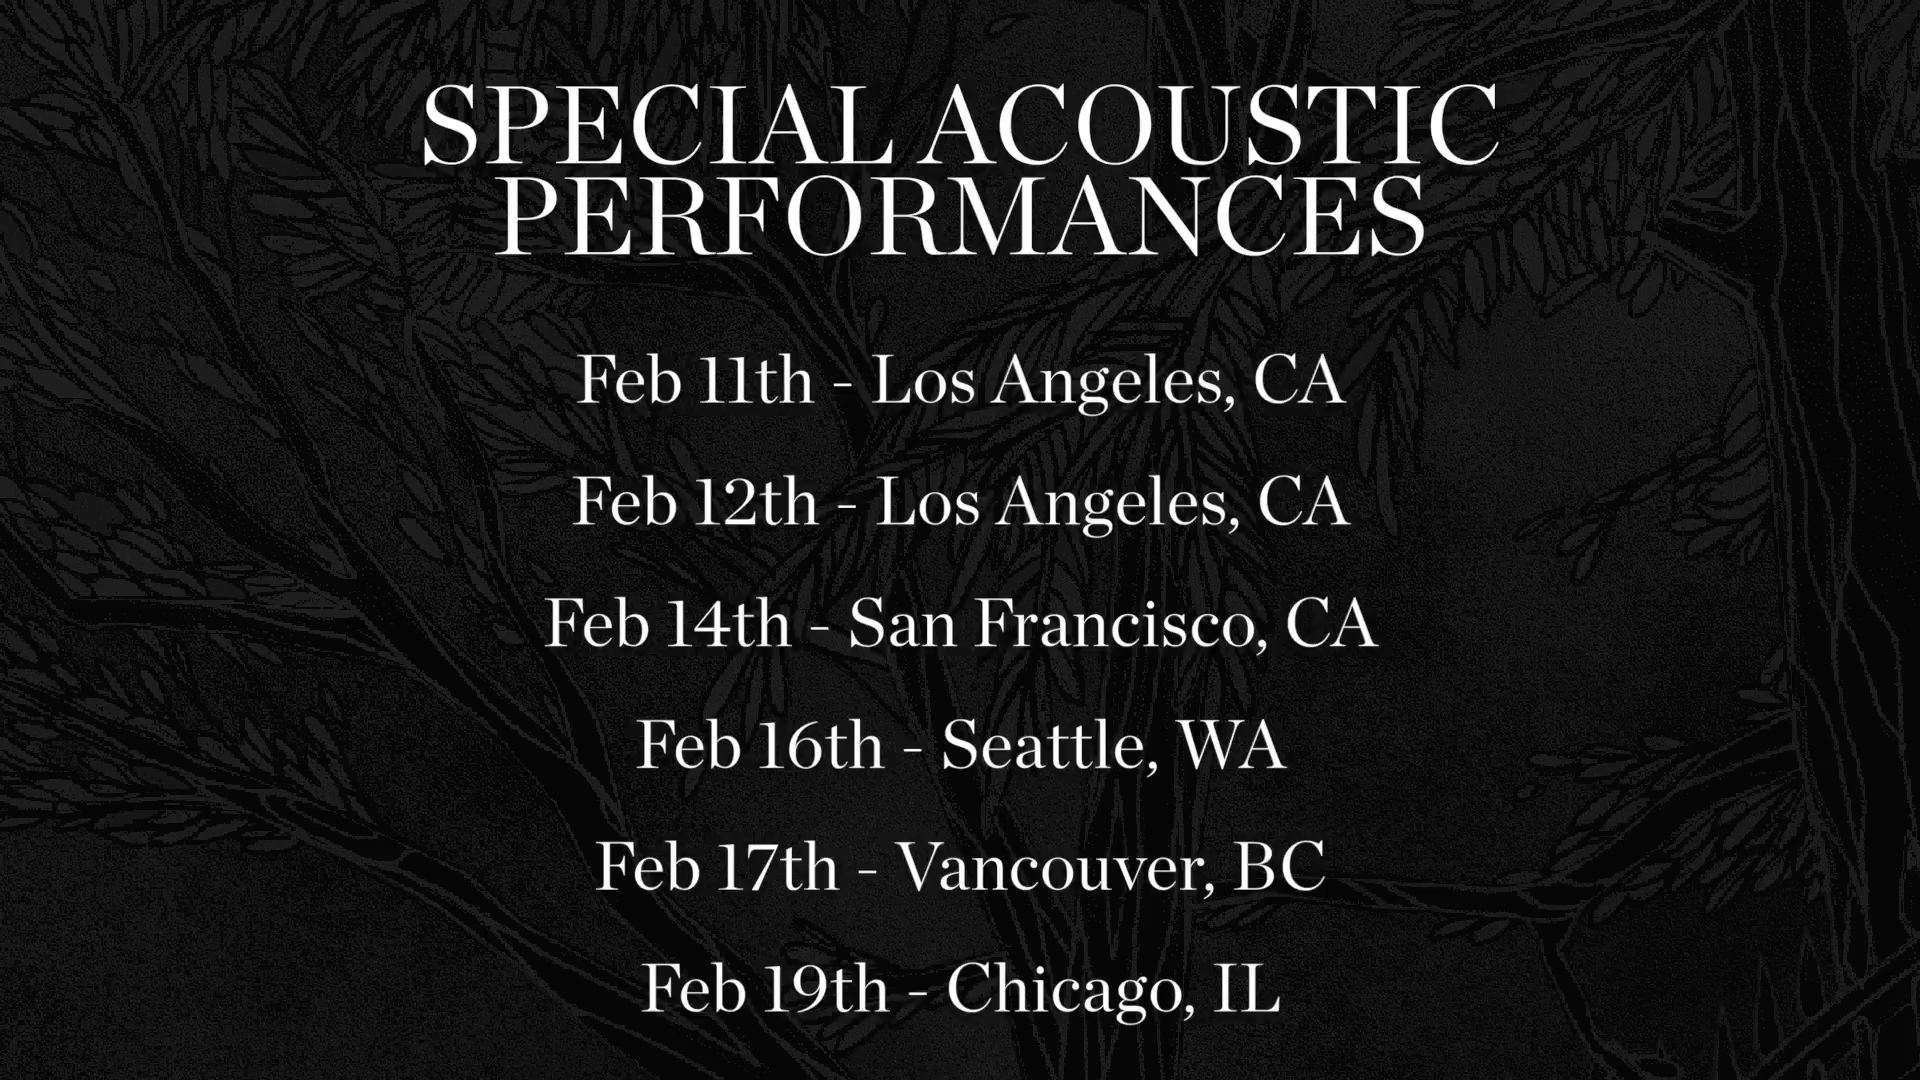 SPECIAL ACOUSTIC
PERFORMANCES
Feb 11th - Los Angeles, CA
Feb 12th - Los Angeles, CA
Feb 14th - San Francisco, CA
Feb 16th - Seattle, WA
Feb 17th - Vancouver, BC
Feb 19th - Chicago, IL